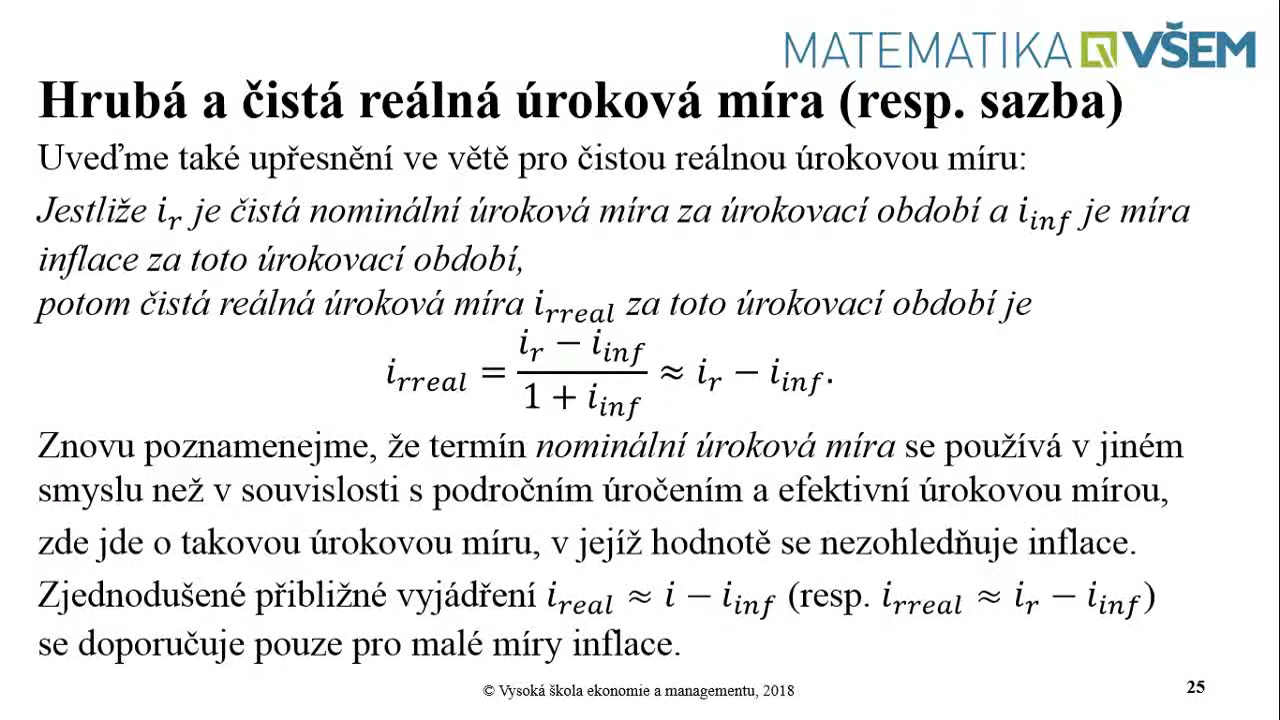 MATEMATIKA VŠEM
Hrubá a čistá reálná úroková míra (resp. sazba)
Uveďme také upřesnění ve větě pro čistou reálnou úrokovou míru:
Jestliže i_r je čistá nominální úroková míra za úrokovací období a i_inf je míra
inflace za toto úrokovací období,
potom čistá reálná úroková míra i_rreal za toto úrokovací období je
i_rreal = (i_r − i_inf)/(1 + i_inf) ≈ i_r − i_inf.
Znovu poznamenejme, že termín nominální úroková míra se používá v jiném
smyslu než v souvislosti s područním úročením a efektivní úrokovou mírou,
zde jde o takovou úrokovou míru, v jejíž hodnotě se nezohledňuje inflace.
Zjednodušené přibližné vyjádření i_real ≈ i − i_inf (resp. i_rreal ≈ i_r − i_inf)
se doporučuje pouze pro malé míry inflace.
© Vysoká škola ekonomie a managementu, 2018
25